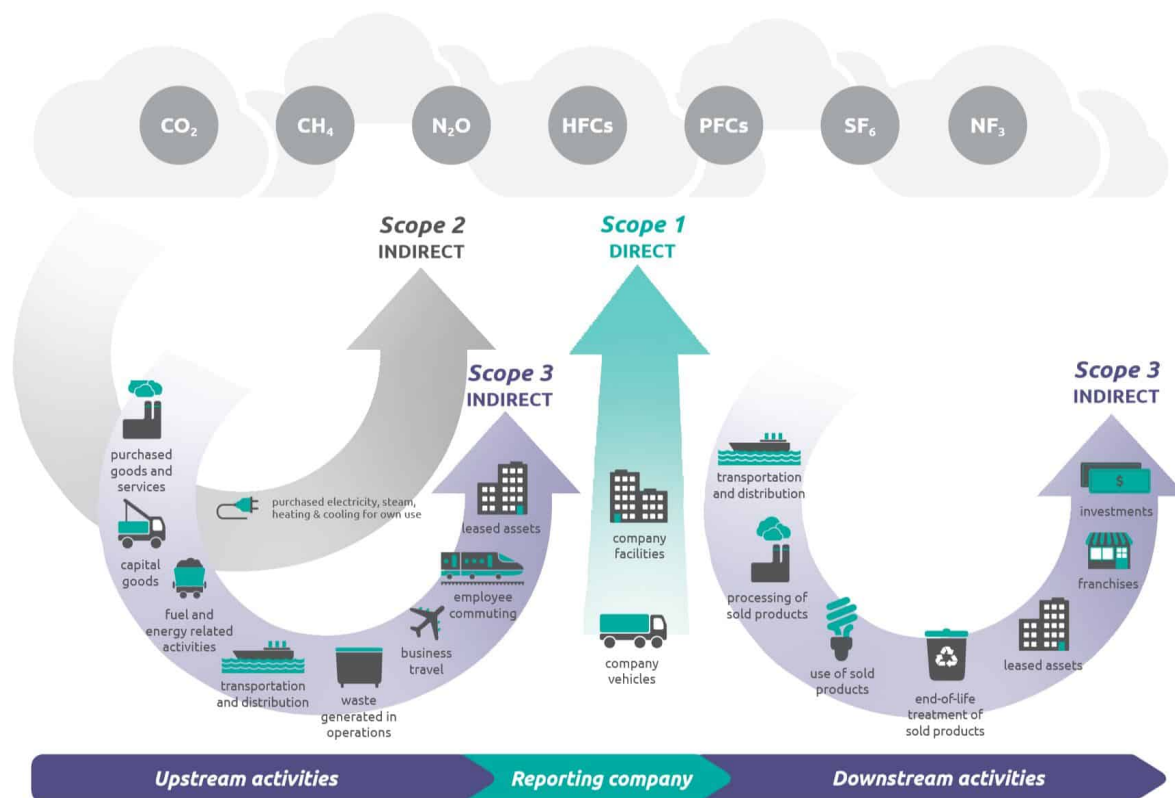 CO₂
CH₄
N₂O
HFCs
PFCs
SF₆
NF₃
Scope 2
INDIRECT
Scope 1
DIRECT
Scope 3
INDIRECT
Scope 3
INDIRECT
purchased
goods and
services
capital
goods
fuel and
energy related
activities
transportation
and distribution
waste
generated in
operations
business
travel
employee
commuting
leased assets
purchased electricity, steam,
heating & cooling for own use
company
facilities
company
vehicles
transportation
and distribution
processing of
sold products
use of sold
products
end-of-life
treatment of
sold products
leased assets
franchises
$
investments
Upstream activities
Reporting company
Downstream activities